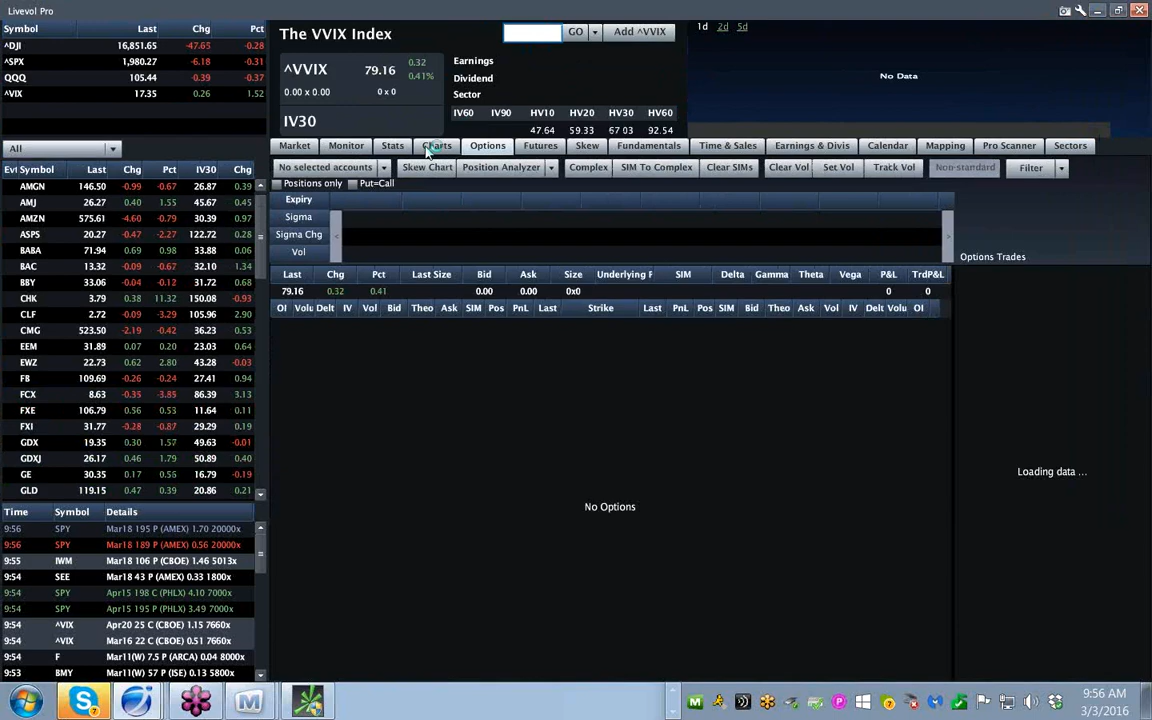 Livevol Pro
Symbol Last Chg Pct
^DJI 16,851.65 -47.65 -0.28
^SPX 1,980.27 -6.18 -0.31
QQQ 105.44 -0.39 -0.37
^VIX 17.35 0.26 1.52
The VVIX Index
GO
Add ^VVIX
^VVIX 79.16 0.32
0.41%
0.00 x 0.00 0 x 0
IV30
Earnings
Dividend
Sector
IV60 IV90 HV10 HV20 HV30 HV60
47.64 59.33 67.03 92.54
1d 2d 5d
No Data
Market Monitor Stats Charts Options Futures Skew Fundamentals Time & Sales Earnings & Divis Calendar Mapping Pro Scanner Sectors
No selected accounts Skew Chart Position Analyzer Complex SIM To Complex Clear SIMs Clear Vol Set Vol Track Vol Non-standard Filter
Positions only Put=Call
Expiry
Sigma
Sigma Chg
Vol
Options Trades
Last Chg Pct Last Size Bid Ask Size Underlying F SIM Delta Gamma Theta Vega P&L TrdP&L
79.16 0.32 0.41 0.00 0.00 0x0 0 0
OI Volu Delt IV Vol Bid Theo Ask SIM Pos PnL Last Strike Last PnL Pos SIM Bid Theo Ask Vol IV Delt Volu OI
No Options
Loading data ...
All
Evi Symbol Last Chg Pct IV30 Chg
AMGN 146.50 -0.99 -0.67 26.87 0.39
AMJ 26.27 0.40 1.55 45.67 0.45
AMZN 575.61 -4.60 -0.79 30.39 0.97
ASPS 20.27 -0.47 -2.27 122.72 0.28
BABA 71.94 0.69 0.98 33.88 0.06
BAC 13.32 -0.09 -0.67 32.10 1.34
BBY 33.06 -0.04 -0.12 31.72 0.68
CHK 3.79 0.38 11.32 150.08 -0.93
CLF 2.72 -0.09 -3.29 105.96 2.90
CMG 523.50 -2.19 -0.42 36.23 0.53
EEM 31.89 0.07 0.20 23.03 0.64
EWZ 22.73 0.62 2.80 43.28 -0.03
FB 109.69 -0.26 -0.24 27.41 0.94
FCX 8.63 -0.35 -3.85 86.39 3.13
FXE 106.79 0.56 0.53 11.64 0.11
FXI 31.77 -0.28 -0.87 29.29 0.19
GDX 19.35 0.30 1.57 49.63 -0.01
GDXJ 26.17 0.46 1.79 50.89 0.40
GE 30.35 0.17 0.56 16.79 -0.19
GLD 119.15 0.47 0.39 20.86 0.21
Time Symbol Details
9:56 SPY Mar18 195 P (AMEX) 1.70 20000x
9:56 SPY Mar18 189 P (AMEX) 0.56 20000x
9:55 IWM Mar18 106 P (CBOE) 1.46 5013x
9:54 SEE Mar18 43 P (AMEX) 0.33 1800x
9:54 SPY Apr15 198 C (PHLX) 4.10 7000x
9:54 SPY Apr15 195 P (PHLX) 3.49 7000x
9:54 ^VIX Apr20 25 C (CBOE) 1.15 7660x
9:54 ^VIX Mar16 22 C (CBOE) 0.51 7660x
9:54 F Mar11(W) 7.5 P (ARCA) 0.04 8000x
9:53 BMY Mar11(W) 57 P (ISE) 0.13 5800x
9:56 AM
3/3/2016